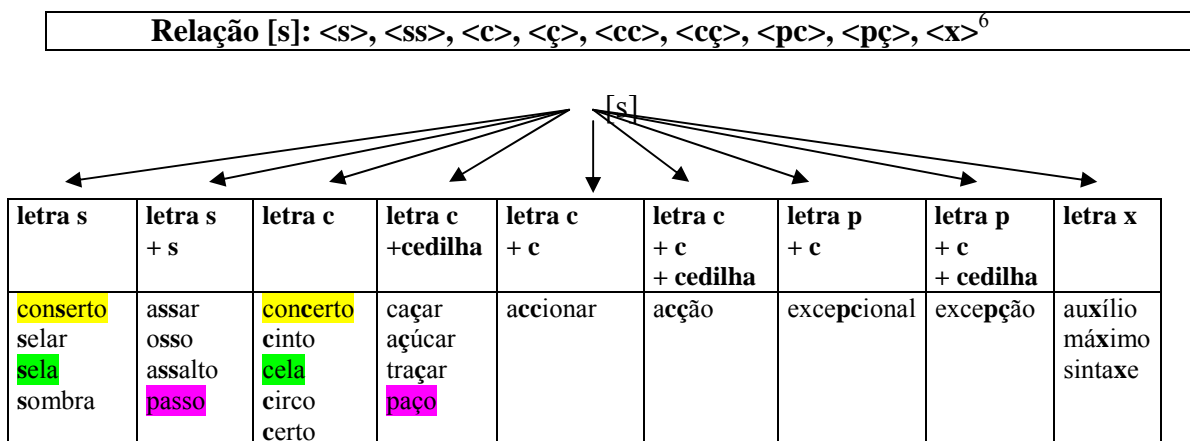 Relação [s]: <s>, <ss>, <c>, <ç>, <cc>, <cç>, <pc>, <pç>, <x>6
[s]
letra s letra s letra c letra c letra c letra c letra p letra p letra x
+ s +cedilha + c + c + c + c
+ cedilha + cedilha
conserto assar concerto caçar accionar acção excepcional excepção auxílio
selar osso cinto açúcar máximo
sela assalto cela traçar sintaxe
sombra passo circo paço
certo